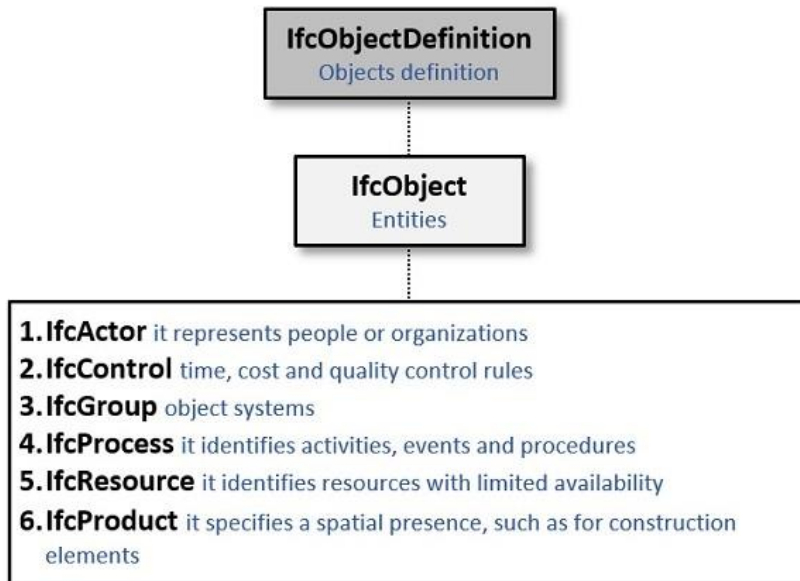 IfcObjectDefinition
Objects definition
IfcObject
Entities
1.IfcActor it represents people or organizations
2.IfcControl time, cost and quality control rules
3.IfcGroup object systems
4.IfcProcess it identifies activities, events and procedures
5.IfcResource it identifies resources with limited availability
6.IfcProduct it specifies a spatial presence, such as for construction
elements